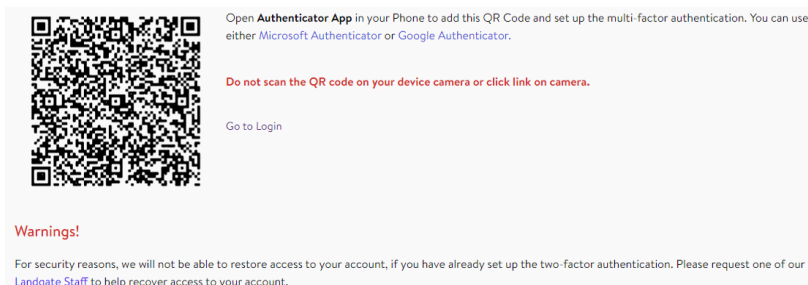 Open Authenticator App in your Phone to add this QR Code and set up the multi-factor authentication. You can use
either Microsoft Authenticator or Google Authenticator.
Do not scan the QR code on your device camera or click link on camera.
Go to Login
Warnings!
For security reasons, we will not be able to restore access to your account, if you have already set up the two-factor authentication. Please request one of our
Landgate Staff to help recover access to your account.